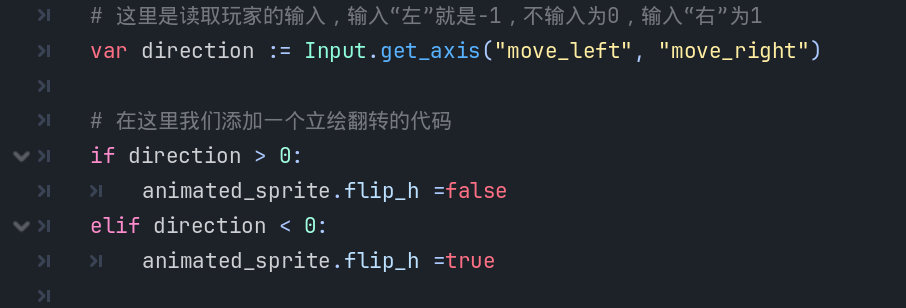 # 这里是读取玩家的输入，输入“左”就是-1，不输入为0，输入“右”为1
var direction := Input.get_axis("move_left", "move_right")
# 在这里我们添加一个立绘翻转的代码
if direction > 0:
animated_sprite.flip_h =false
elif direction < 0:
animated_sprite.flip_h =true